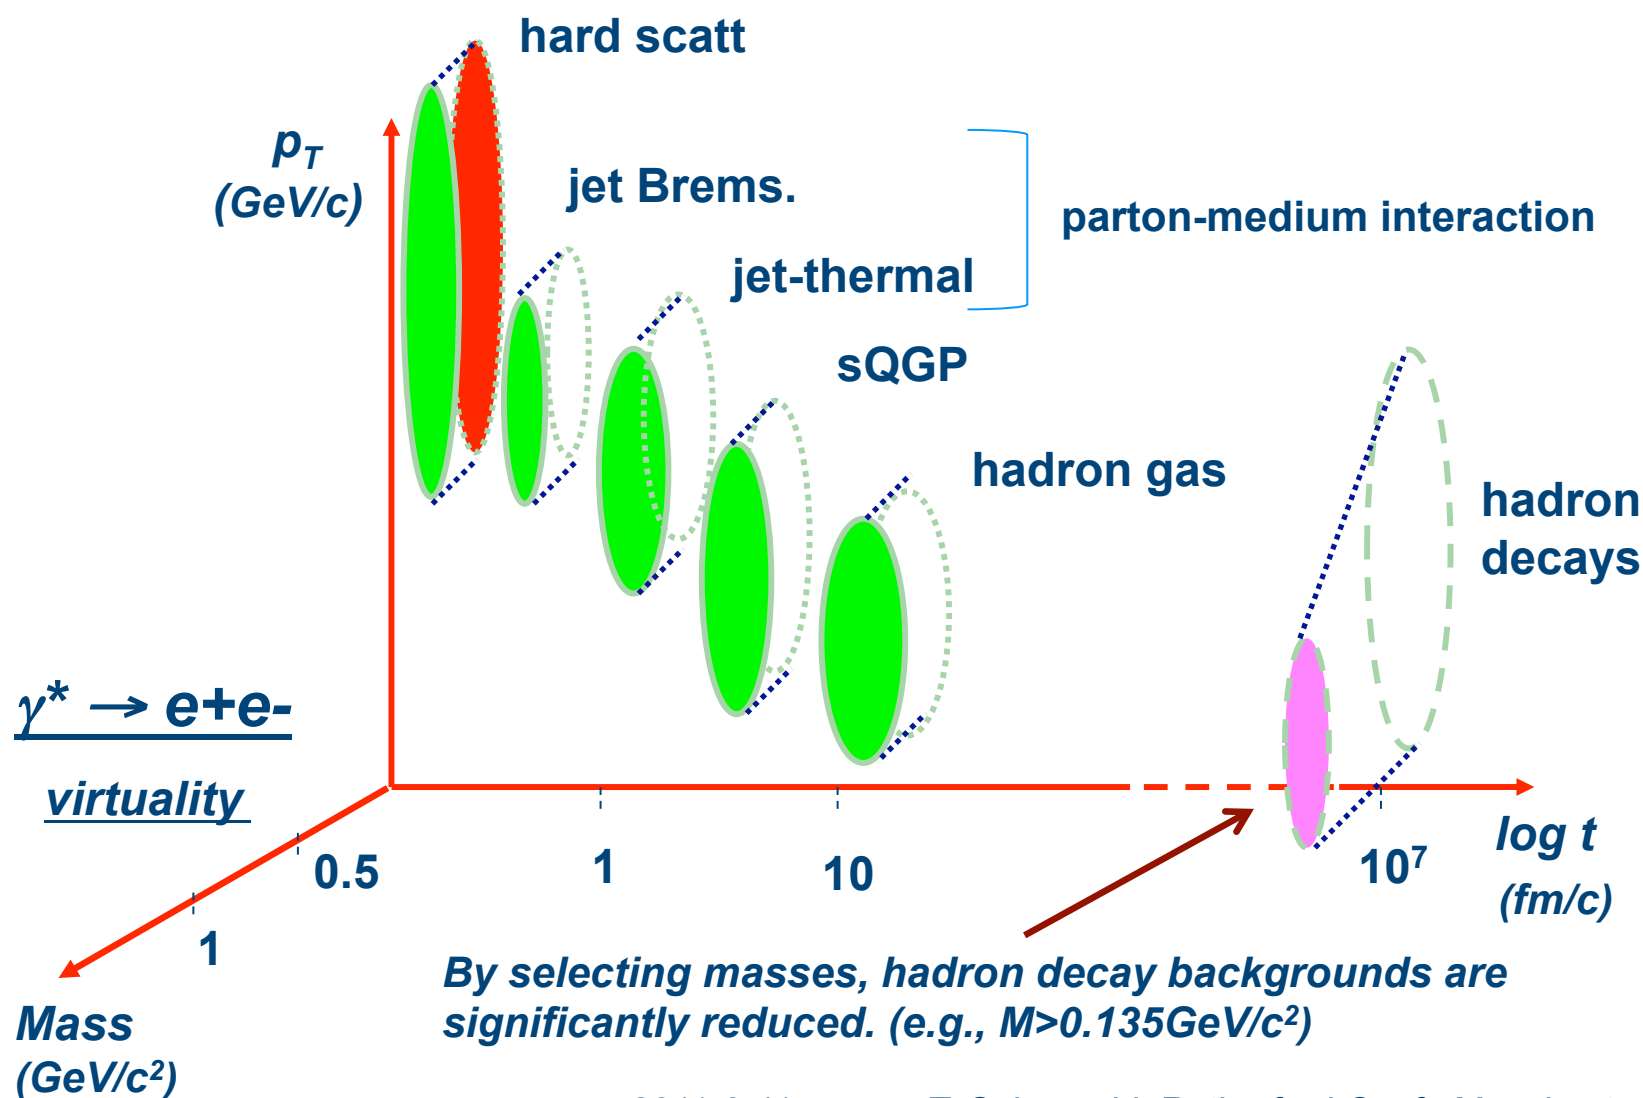 hard scatt
p_T
(GeV/c)
jet Brems.
parton-medium interaction
jet-thermal
sQGP
hadron gas
hadron
decays
γ* → e+e-
virtuality
0.5
1
1
10
10⁷
log t
(fm/c)
Mass
(GeV/c²)
By selecting masses, hadron decay backgrounds are
significantly reduced. (e.g., M>0.135GeV/c²)